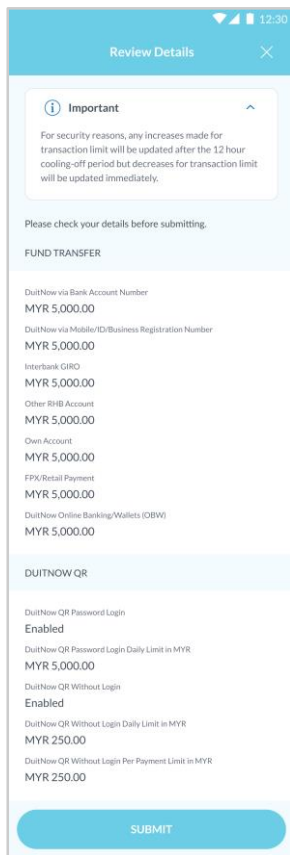 12:30
Review Details
Important
For security reasons, any increases made for
transaction limit will be updated after the 12 hour
cooling-off period but decreases for transaction limit
will be updated immediately.
Please check your details before submitting.
FUND TRANSFER
DuitNow via Bank Account Number
MYR 5,000.00
DuitNow via Mobile/ID/Business Registration Number
MYR 5,000.00
Interbank GIRO
MYR 5,000.00
Other RHB Account
MYR 5,000.00
Own Account
MYR 5,000.00
FPX/Retail Payment
MYR 5,000.00
DuitNow Online Banking/Wallets (OBW)
MYR 5,000.00
DUITNOW QR
DuitNow QR Password Login
Enabled
DuitNow QR Password Login Daily Limit in MYR
MYR 5,000.00
DuitNow QR Without Login
Enabled
DuitNow QR Without Login Daily Limit in MYR
MYR 250.00
DuitNow QR Without Login Per Payment Limit in MYR
MYR 250.00
SUBMIT